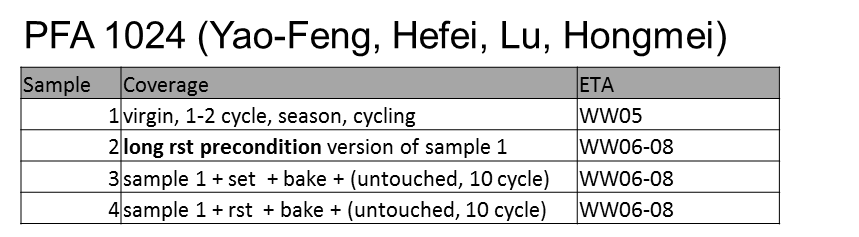 PFA 1024 (Yao-Feng, Hefei, Lu, Hongmei)
Sample Coverage ETA
1 virgin, 1-2 cycle, season, cycling WW05
2 long rst precondition version of sample 1 WW06-08
3 sample 1 + set + bake + (untouched, 10 cycle) WW06-08
4 sample 1 + rst + bake + (untouched, 10 cycle) WW06-08